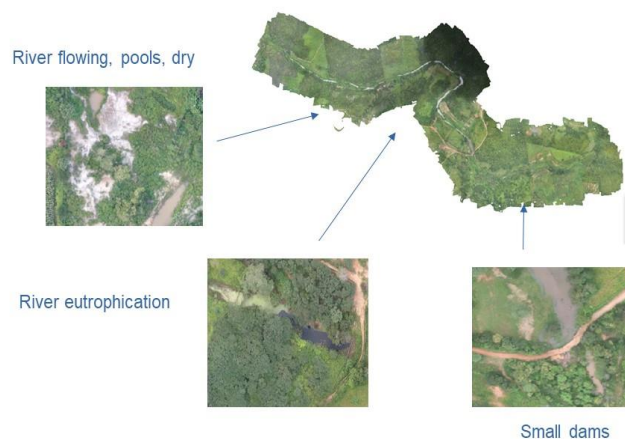 River flowing, pools, dry
River eutrophication
Small dams